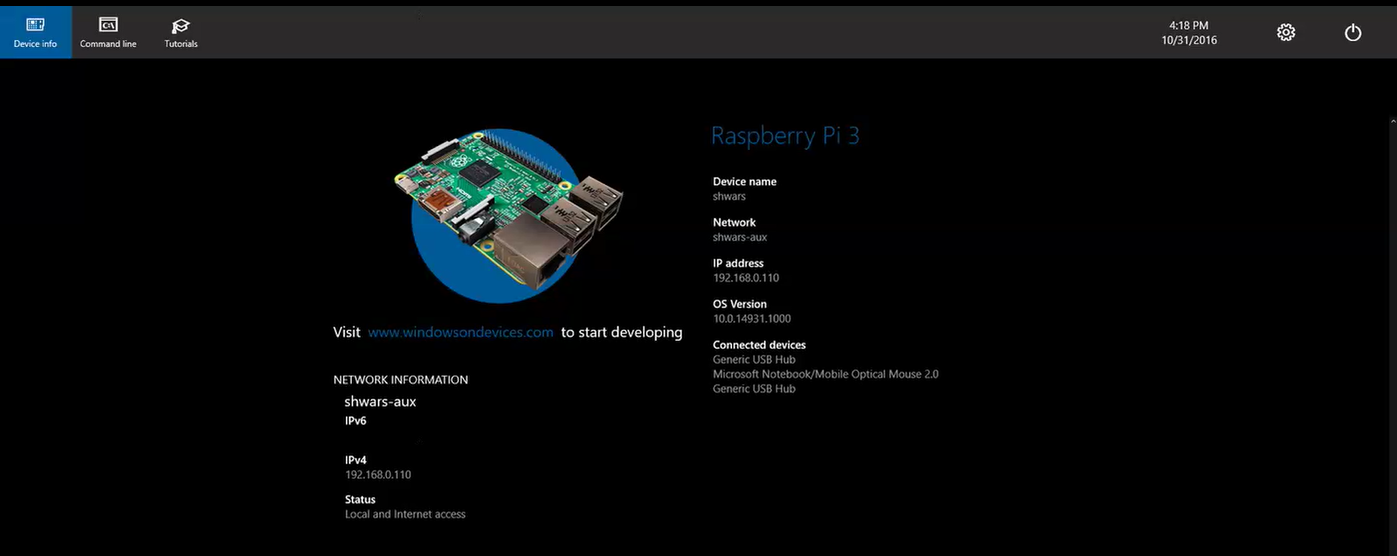 Device info
Command line
Tutorials
4:18 PM
10/31/2016
Raspberry Pi 3
Device name
shwars
Network
shwars-aux
IP address
192.168.0.110
OS Version
10.0.14931.1000
Connected devices
Generic USB Hub
Microsoft Notebook/Mobile Optical Mouse 2.0
Generic USB Hub
Visit www.windowsondevices.com to start developing
NETWORK INFORMATION
shwars-aux
IPv6
IPv4
192.168.0.110
Status
Local and Internet access